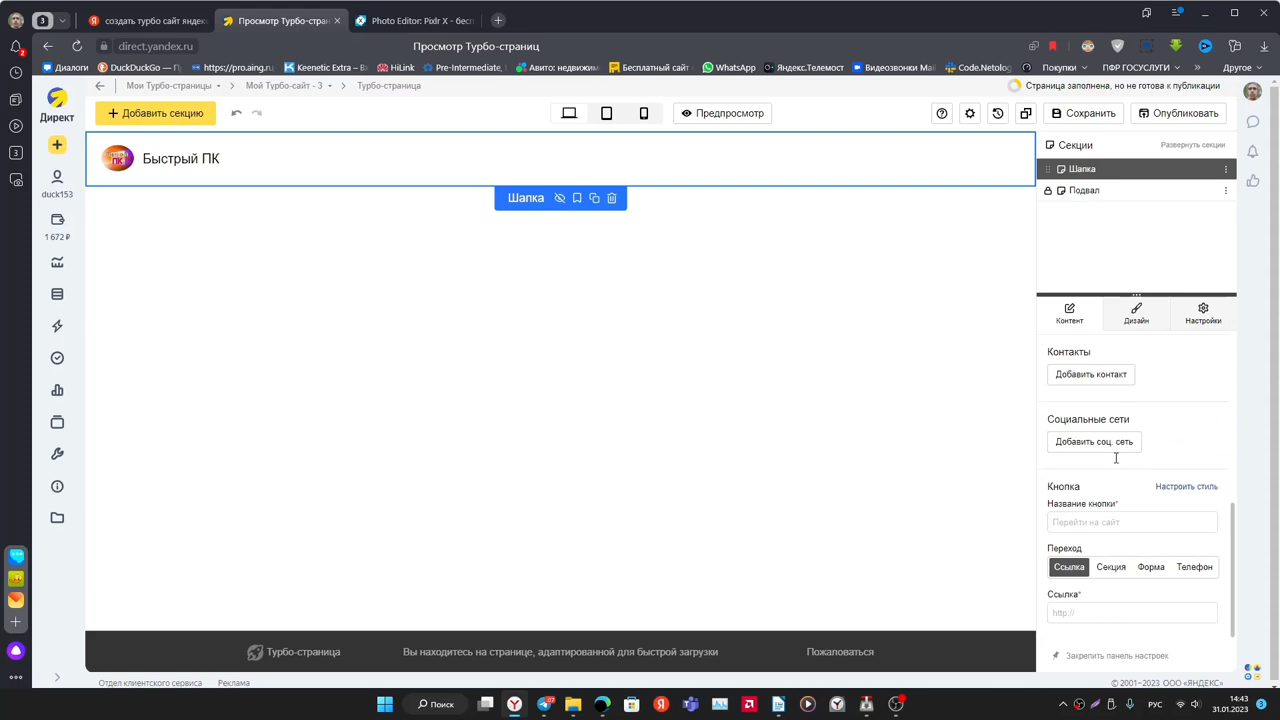 3
создать турбо сайт яндекс
Просмотр Турбо-стран
Photo Editor: Pixlr X - бесп
2
direct.yandex.ru
Просмотр Турбо-страниц
Диалоги
DuckDuckGo — П
https://pro.aing.ru
Keenetic Extra – В
HiLink
Pre-Intermediate,
Авито: недвижим
Бесплатный сайт
WhatsApp
Яндекс.Телемост
Видеозвонки Mail
Code.Netolog
Покупки
ПФР ГОСУСЛУГИ
Другое
Мои Турбо-страницы
Мой Турбо-сайт - 3
Турбо-страница
Страница заполнена, но не готова к публикации
Директ
Добавить секцию
Предпросмотр
Сохранить
Опубликовать
3
Быстрый ПК
ПК
Секции
Развернуть секции
Шапка
Шапка
Подвал
duck153
1 672 ₽
Контент
Дизайн
Настройки
Контакты
Добавить контакт
Социальные сети
Добавить соц. сеть
Кнопка
Настроить стиль
Название кнопки*
Перейти на сайт
Переход
Ссылка
Секция
Форма
Телефон
Ссылка*
http://
Закрепить панель настроек
Турбо-страница
Вы находитесь на странице, адаптированной для быстрой загрузки
Пожаловаться
Отдел клиентского сервиса
Реклама
© 2001–2023 ООО «ЯНДЕКС»
Поиск
РУС
14:43
31.01.2023